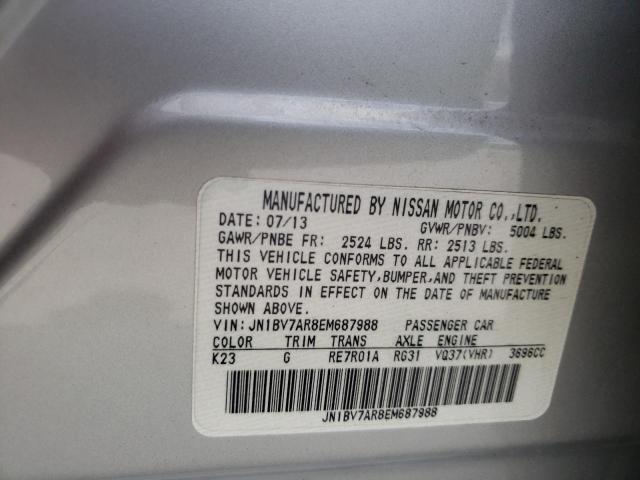 MANUFACTURED BY NISSAN MOTOR CO.,LTD.
DATE: 07/13 GVWR/PNBV: 5004 LBS.
GAWR/PNBE FR: 2524 LBS. RR: 2513 LBS.
THIS VEHICLE CONFORMS TO ALL APPLICABLE FEDERAL
MOTOR VEHICLE SAFETY,BUMPER,AND THEFT PREVENTION
STANDARDS IN EFFECT ON THE DATE OF MANUFACTURE
SHOWN ABOVE.
VIN: JN1BV7AR8EM687988 PASSENGER CAR
COLOR TRIM TRANS AXLE ENGINE
K23 G RE7R01A RG31 VQ37(VHR) 3696CC
JN1BV7AR8EM687988